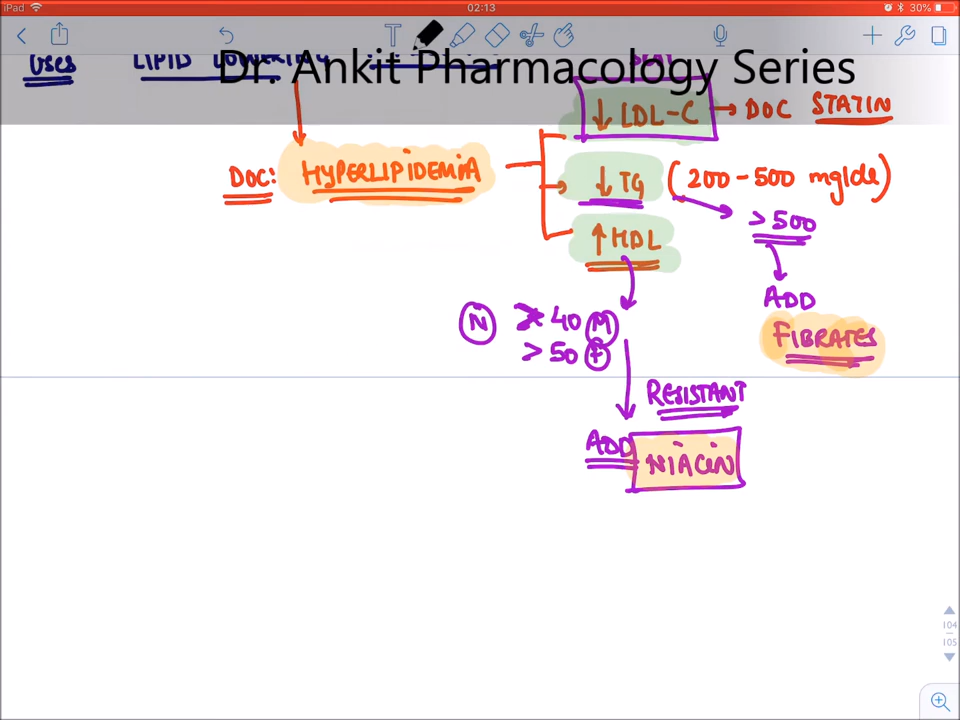 iPad 02:13 30%
Dr. Ankit Pharmacology Series
USES LIPID LOWERING
↓ LDL-C → DOC STATIN
DOC: HYPERLIPIDEMIA
↓ TG (200-500 mg/dl)
>500
↑ HDL
ADD
FIBRATES
N > 40 M
> 50 F
RESISTANT
ADD NIACIN
104
105